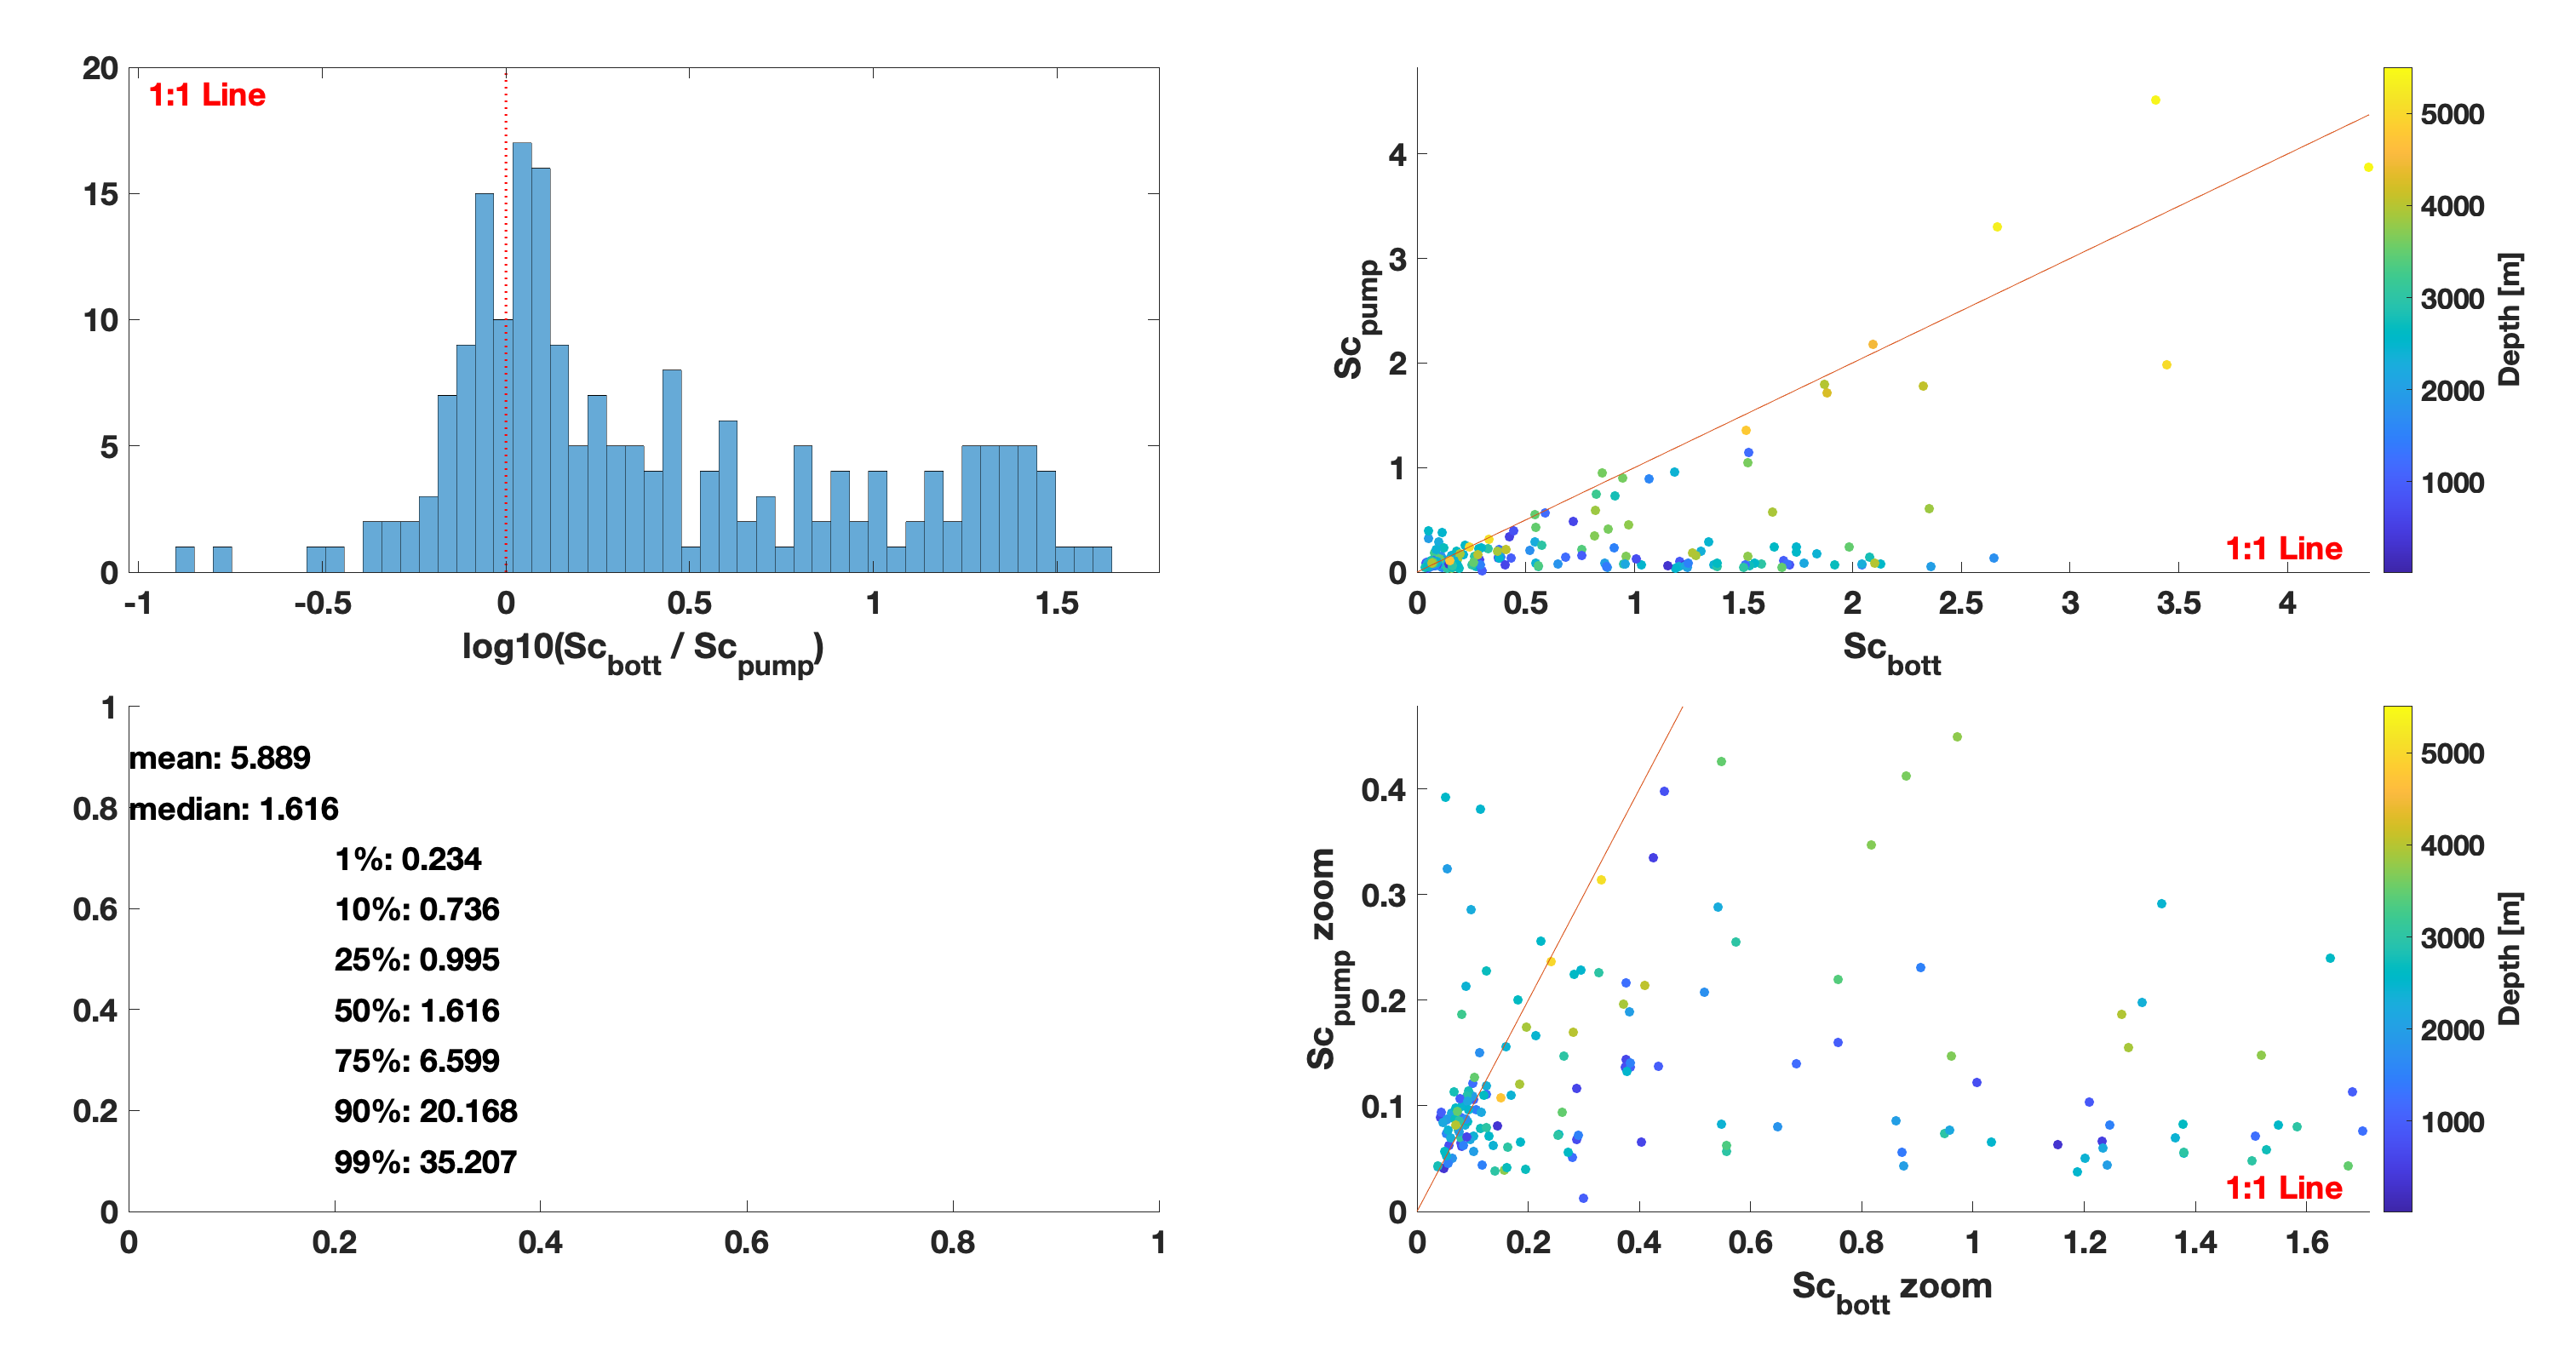 20
15
10
5
0
1:1 Line
-1 -0.5 0 0.5 1 1.5
log10(Sc_bott / Sc_pump)
4
3
2
1
0
Sc_pump
0 0.5 1 1.5 2 2.5 3 3.5 4
Sc_bott
1:1 Line
5000
4000
3000
2000
1000
Depth [m]
1
0.8
0.6
0.4
0.2
0
mean: 5.889
median: 1.616
1%: 0.234
10%: 0.736
25%: 0.995
50%: 1.616
75%: 6.599
90%: 20.168
99%: 35.207
0 0.2 0.4 0.6 0.8 1
0.4
0.3
0.2
0.1
0
Sc_pump zoom
1:1 Line
0 0.2 0.4 0.6 0.8 1 1.2 1.4 1.6
Sc_bott zoom
5000
4000
3000
2000
1000
Depth [m]